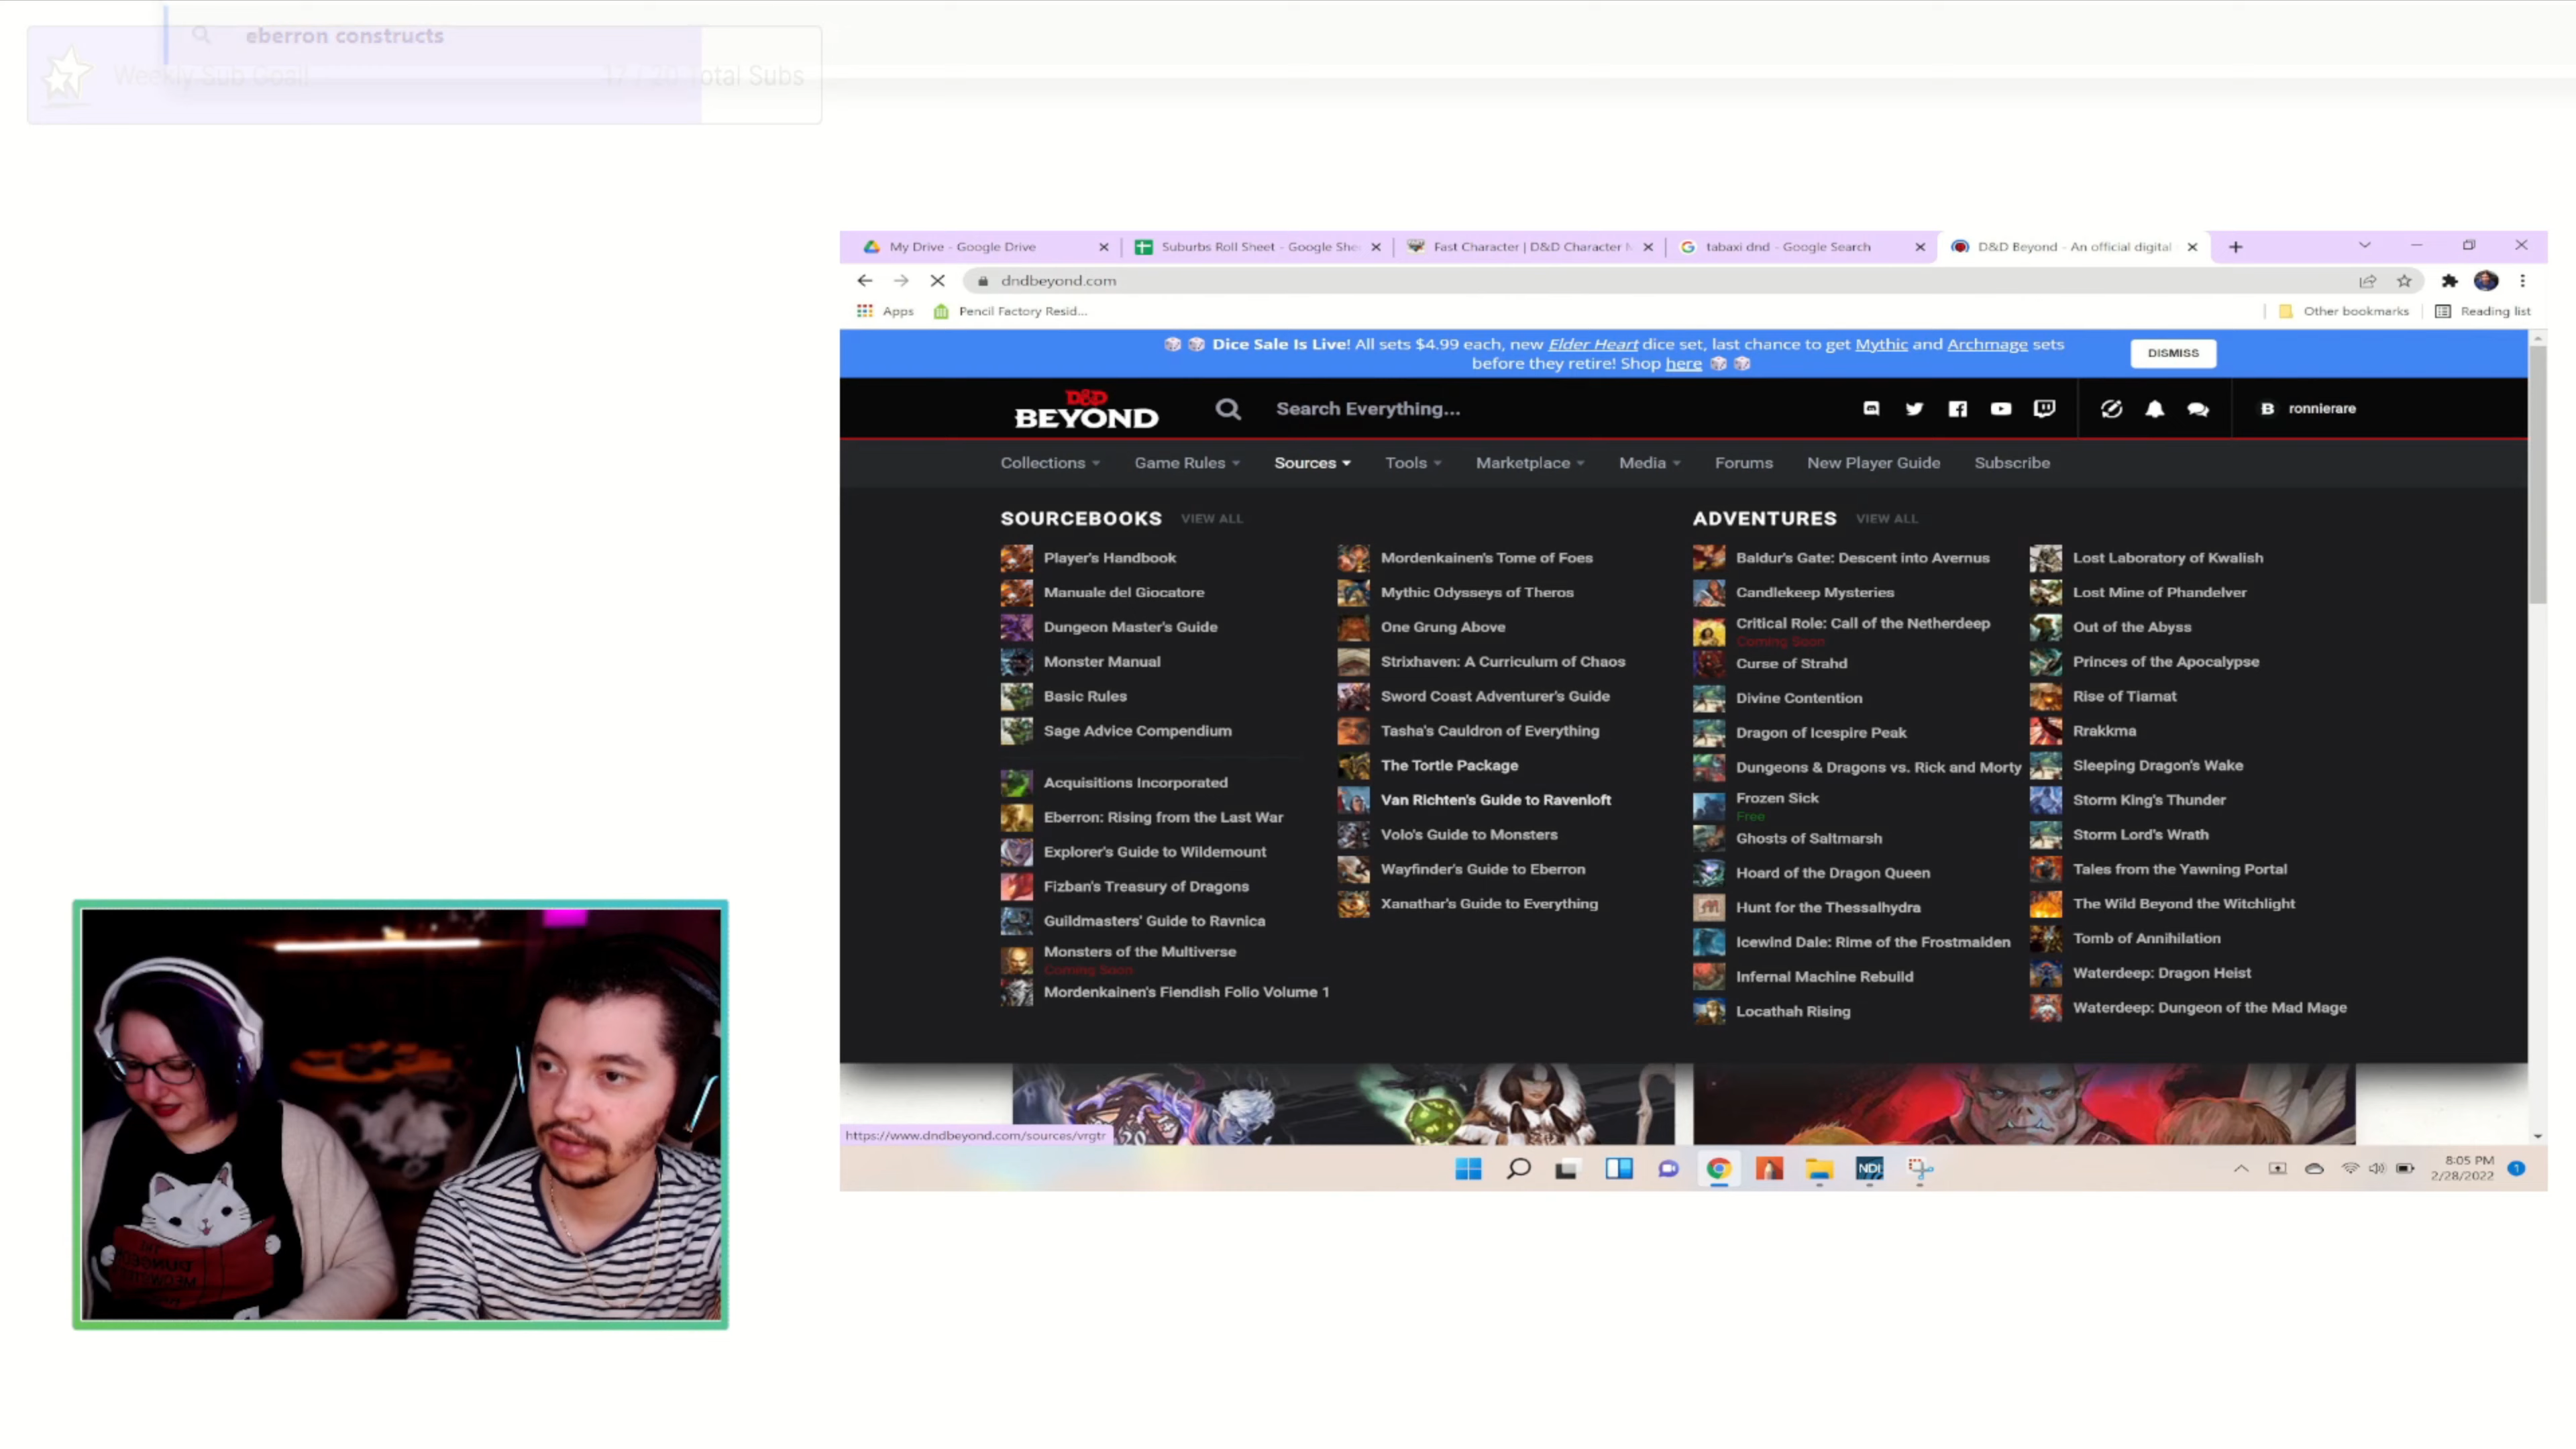 eberron constructs
Weekly Sub Goal! 17 / 20 Total Subs
My Drive - Google Drive
Suburbs Roll Sheet - Google She
Fast Character | D&D Character M
tabaxi dnd - Google Search
D&D Beyond - An official digital
dndbeyond.com
Apps
Pencil Factory Resid...
Other bookmarks
Reading list
Dice Sale Is Live! All sets $4.99 each, new Elder Heart dice set, last chance to get Mythic and Archmage sets
before they retire! Shop here
DISMISS
D&D
BEYOND
Search Everything...
ronnierare
Collections
Game Rules
Sources
Tools
Marketplace
Media
Forums
New Player Guide
Subscribe
SOURCEBOOKS VIEW ALL
Player's Handbook
Manuale del Giocatore
Dungeon Master's Guide
Monster Manual
Basic Rules
Sage Advice Compendium
Acquisitions Incorporated
Eberron: Rising from the Last War
Explorer's Guide to Wildemount
Fizban's Treasury of Dragons
Guildmasters' Guide to Ravnica
Monsters of the Multiverse
Coming Soon
Mordenkainen's Fiendish Folio Volume 1
Mordenkainen's Tome of Foes
Mythic Odysseys of Theros
One Grung Above
Strixhaven: A Curriculum of Chaos
Sword Coast Adventurer's Guide
Tasha's Cauldron of Everything
The Tortle Package
Van Richten's Guide to Ravenloft
Volo's Guide to Monsters
Wayfinder's Guide to Eberron
Xanathar's Guide to Everything
ADVENTURES VIEW ALL
Baldur's Gate: Descent into Avernus
Candlekeep Mysteries
Critical Role: Call of the Netherdeep
Coming Soon
Curse of Strahd
Divine Contention
Dragon of Icespire Peak
Dungeons & Dragons vs. Rick and Morty
Frozen Sick
Free
Ghosts of Saltmarsh
Hoard of the Dragon Queen
Hunt for the Thessalhydra
Icewind Dale: Rime of the Frostmaiden
Infernal Machine Rebuild
Locathah Rising
Lost Laboratory of Kwalish
Lost Mine of Phandelver
Out of the Abyss
Princes of the Apocalypse
Rise of Tiamat
Rrakkma
Sleeping Dragon's Wake
Storm King's Thunder
Storm Lord's Wrath
Tales from the Yawning Portal
The Wild Beyond the Witchlight
Tomb of Annihilation
Waterdeep: Dragon Heist
Waterdeep: Dungeon of the Mad Mage
https://www.dndbeyond.com/sources/vrgtr
NDI
8:05 PM
2/28/2022
1